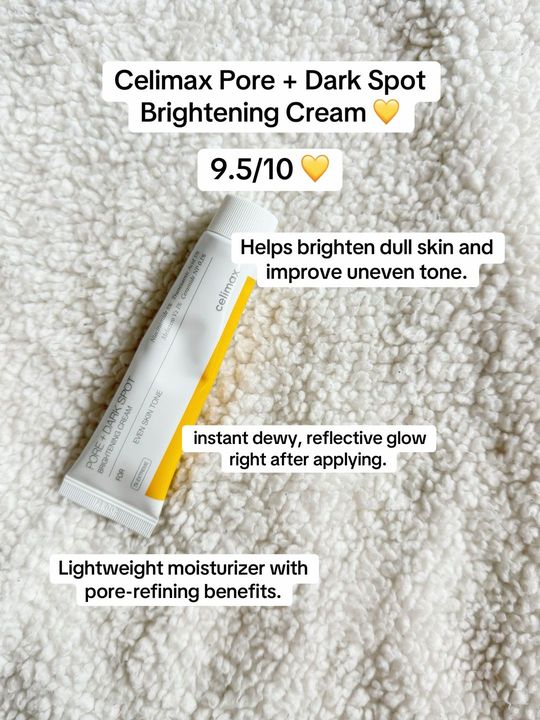 Celimax Pore + Dark Spot
Brightening Cream 💛
9.5/10 💛
Helps brighten dull skin and
improve uneven tone.
celimax
PORE + DARK SPOT
BRIGHTENING CREAM
FOR
EVEN SKIN TONE
instant dewy, reflective glow
right after applying.
Lightweight moisturizer with
pore-refining benefits.